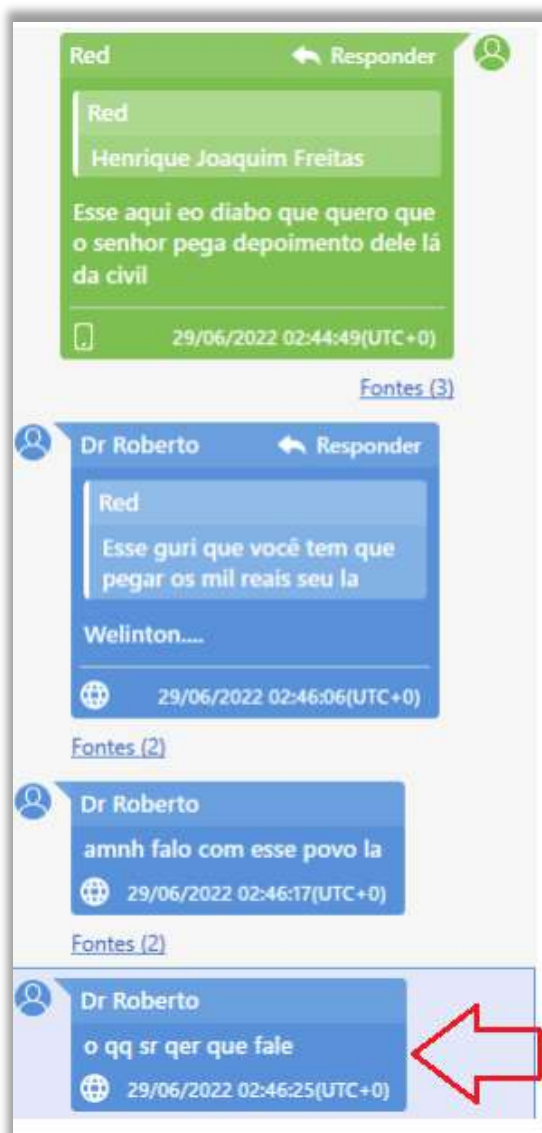 Red Responder
Red
Henrique Joaquim Freitas
Esse aqui eo diabo que quero que
o senhor pega depoimento dele lá
da civil
29/06/2022 02:44:49(UTC+0)
Fontes (3)
Dr Roberto Responder
Red
Esse guri que você tem que
pegar os mil reais seu la
Welinton....
29/06/2022 02:46:06(UTC+0)
Fontes (2)
Dr Roberto
amnh falo com esse povo la
29/06/2022 02:46:17(UTC+0)
Fontes (2)
Dr Roberto
o qq sr qer que fale
29/06/2022 02:46:25(UTC+0)